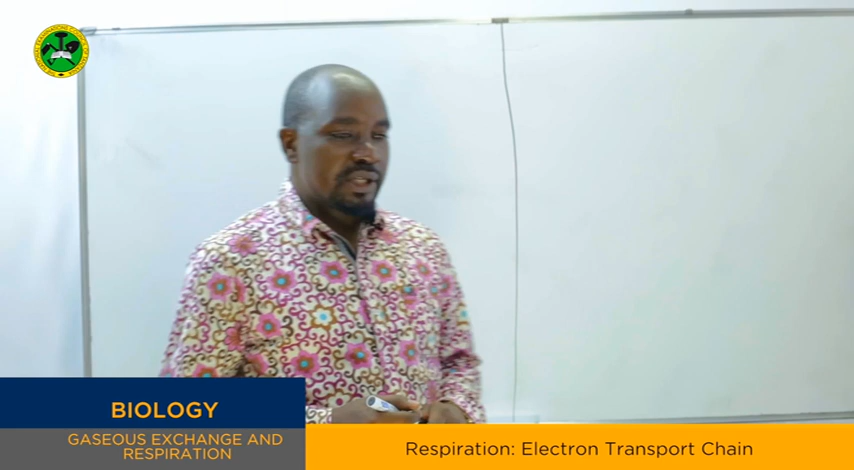 BIOLOGY
GASEOUS EXCHANGE AND
RESPIRATION
Respiration: Electron Transport Chain